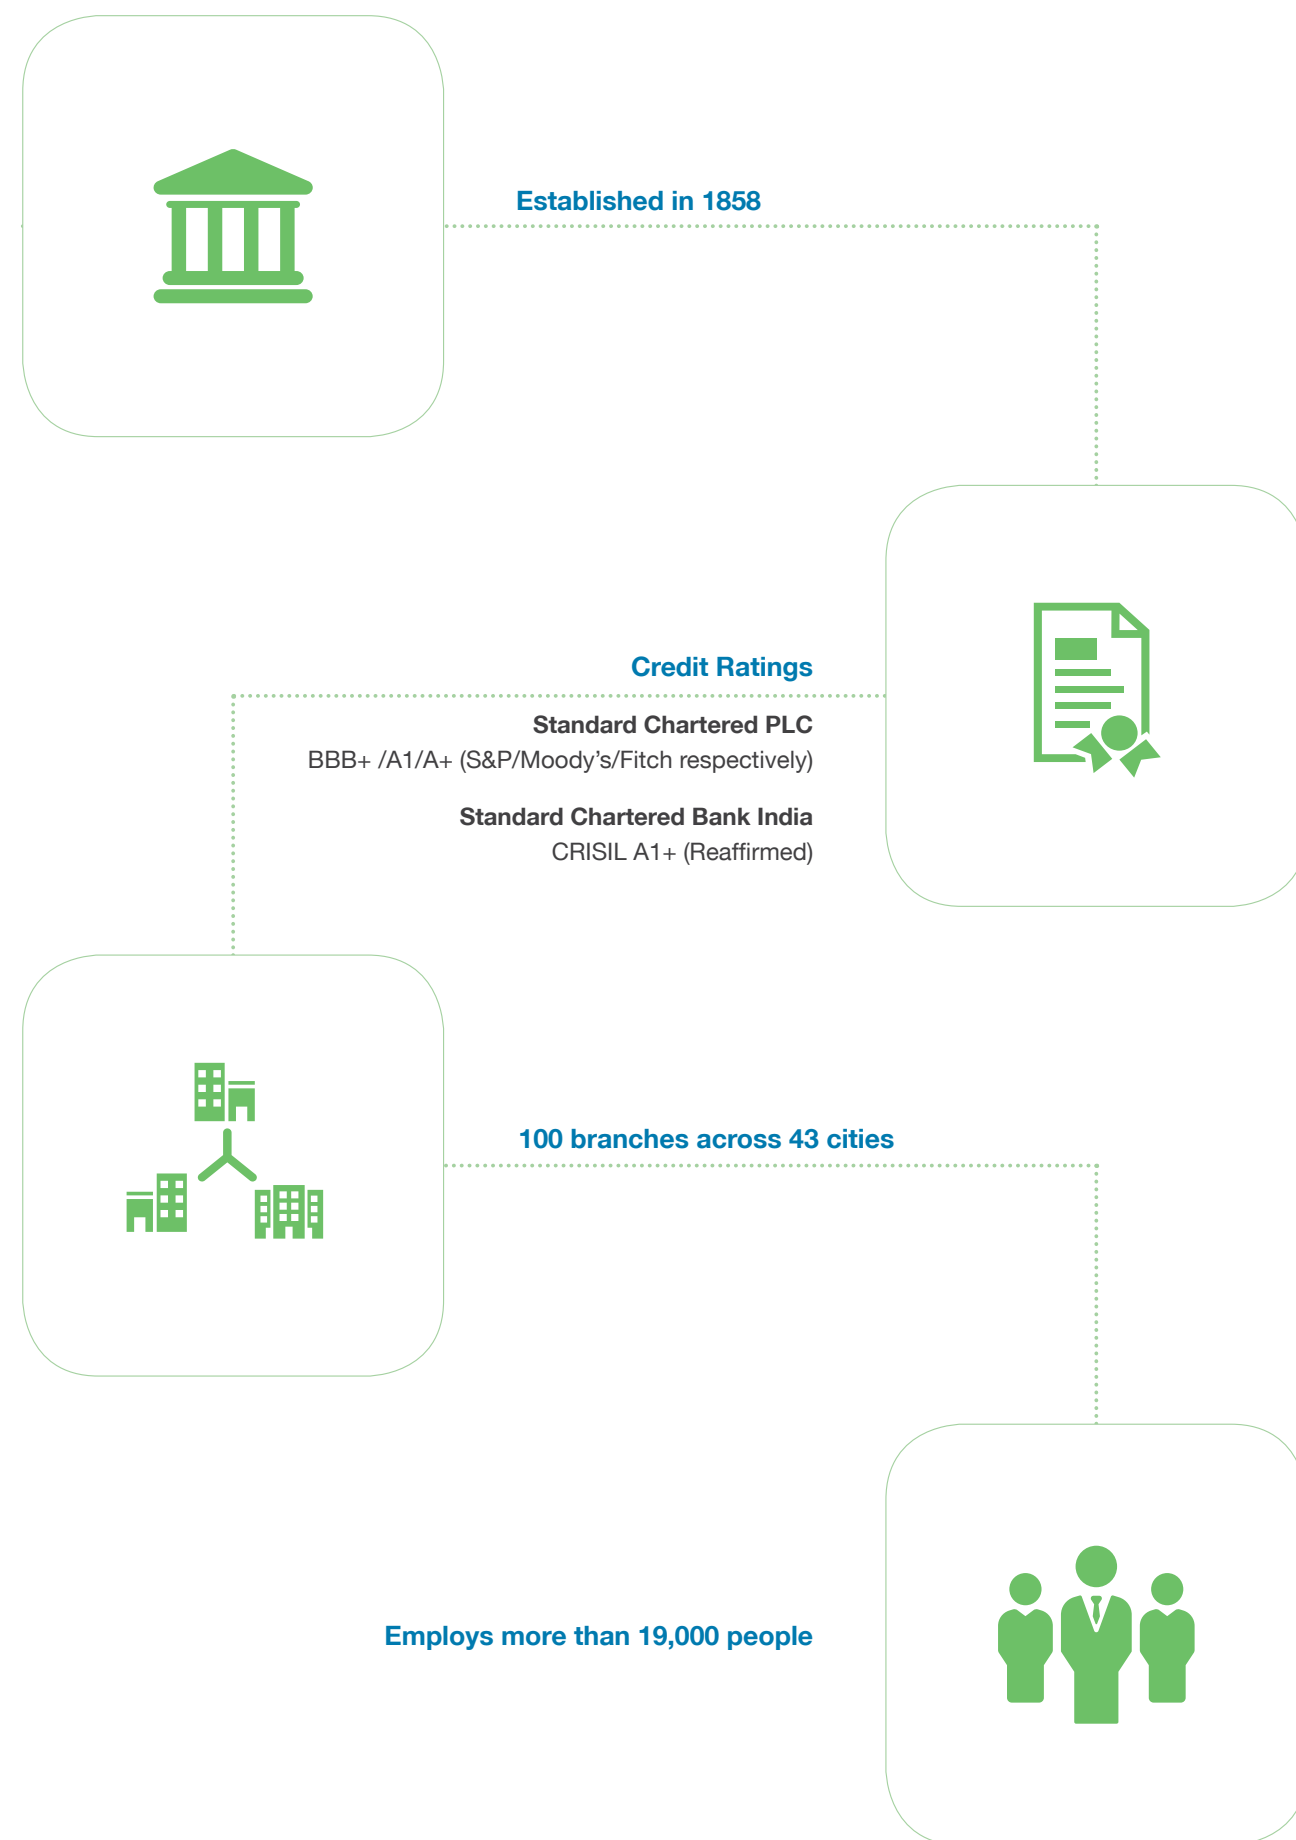 Established in 1858
Credit Ratings
Standard Chartered PLC
BBB+ /A1/A+ (S&P/Moody's/Fitch respectively)
Standard Chartered Bank India
CRISIL A1+ (Reaffirmed)
100 branches across 43 cities
Employs more than 19,000 people